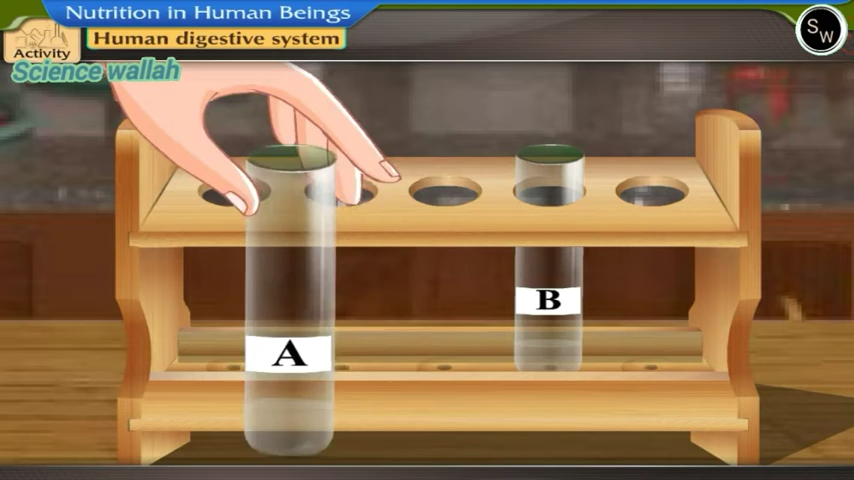 Nutrition in Human Beings
Human digestive system
Activity
Science wallah
SW
A
B